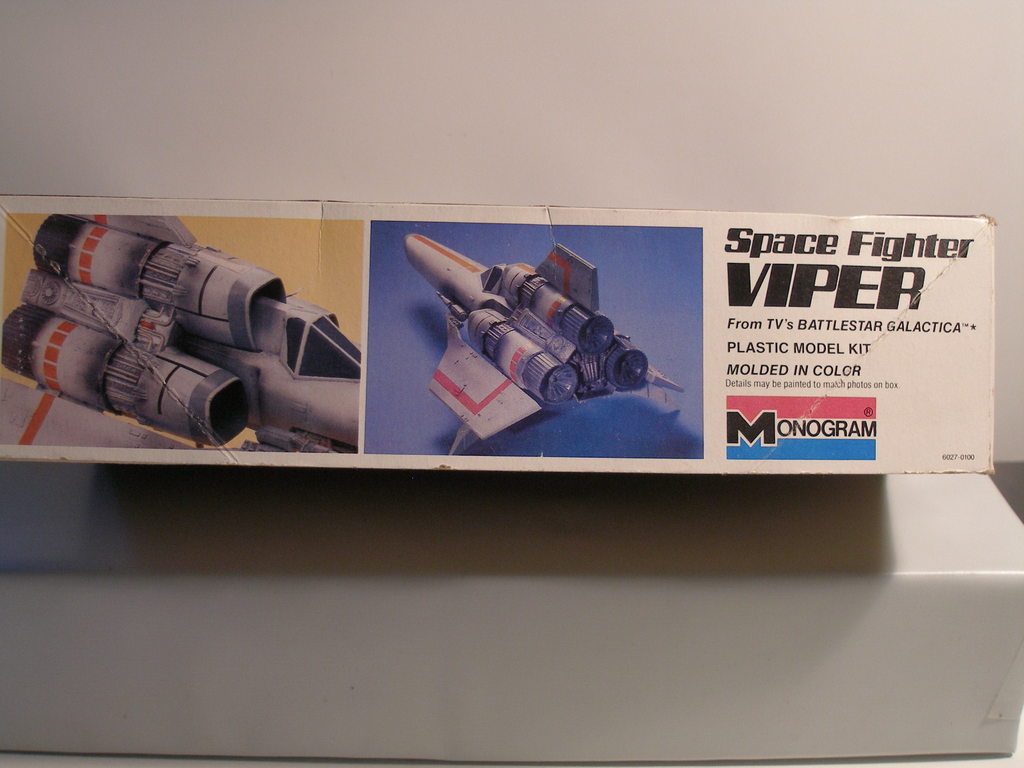 Space Fighter
VIPER
From TV's BATTLESTAR GALACTICA™*
PLASTIC MODEL KIT
MOLDED IN COLOR
Details may be painted to match photos on box.
MONOGRAM®
6027-0100